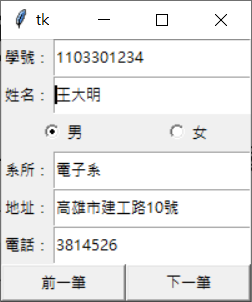 tk
學號： 1103301234
姓名： 王大明
男 女
系所： 電子系
地址： 高雄市建工路10號
電話： 3814526
前一筆 下一筆